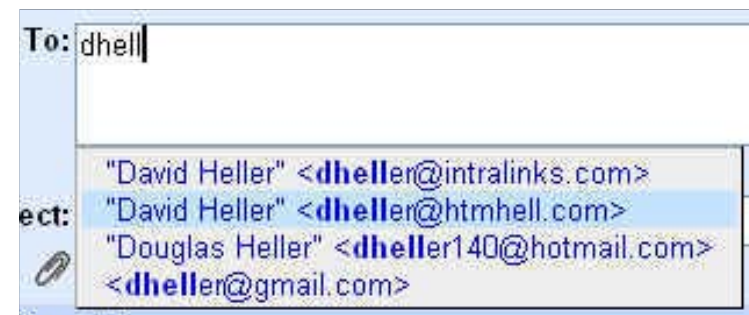 To: dhell
"David Heller" <dheller@intralinks.com>
"David Heller" <dheller@htmhell.com>
ect:
"Douglas Heller" <dheller140@hotmail.com>
<dheller@gmail.com>